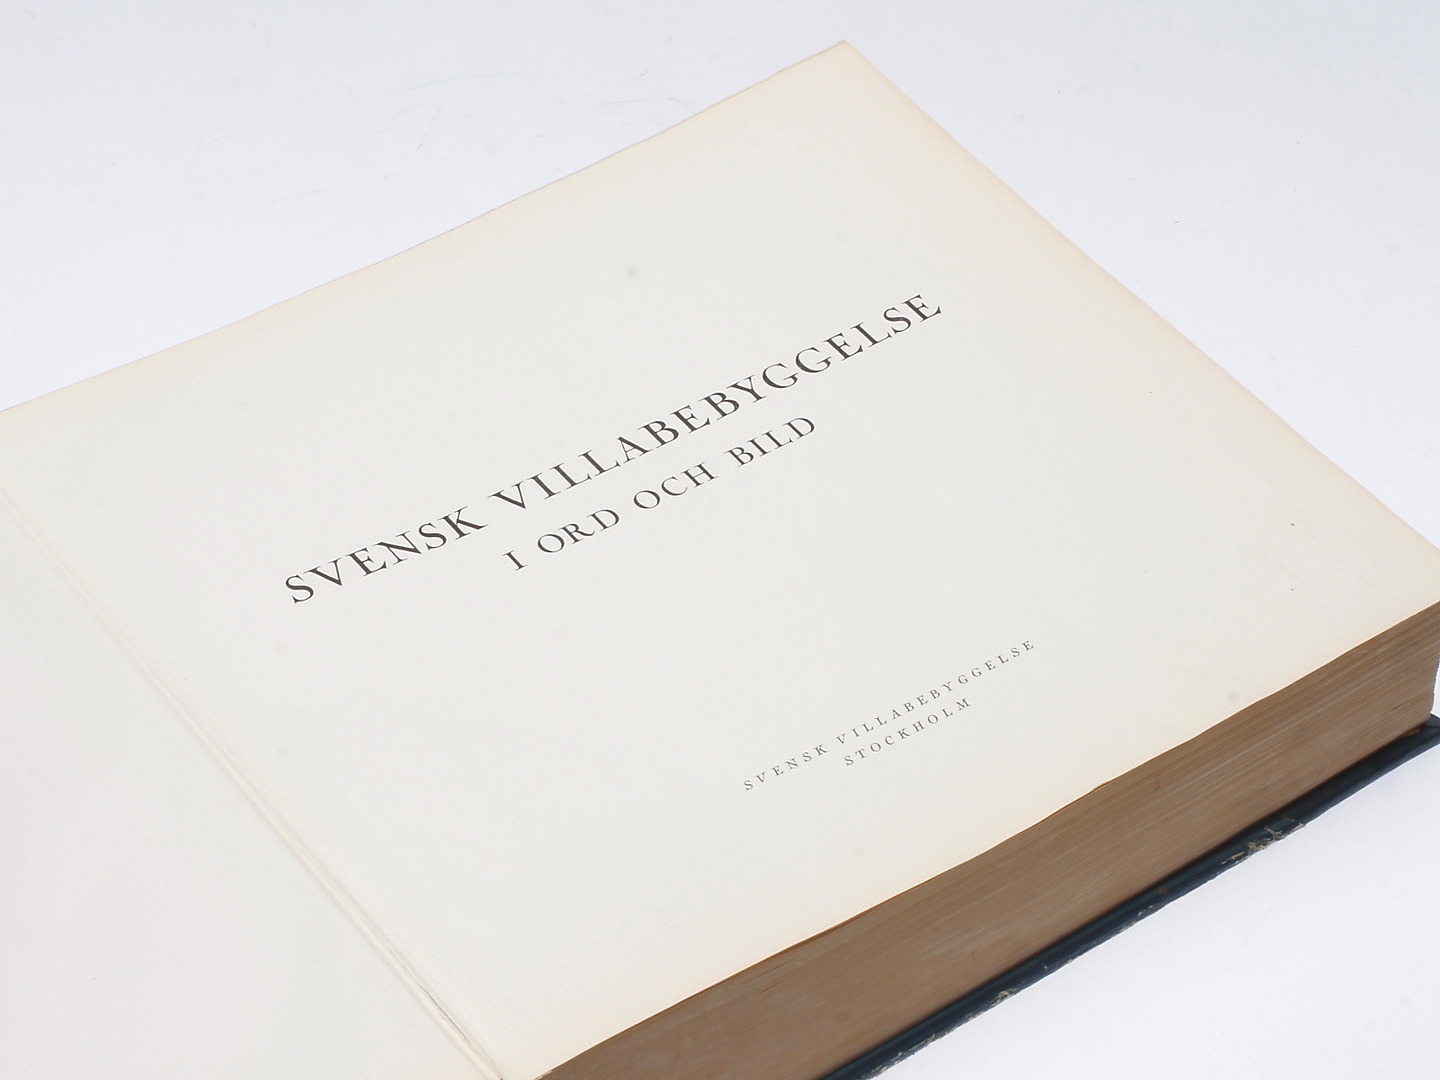 SVENSK VILLABEBYGGELSE
I ORD OCH BILD
SVENSK VILLABEBYGGELSE
STOCKHOLM